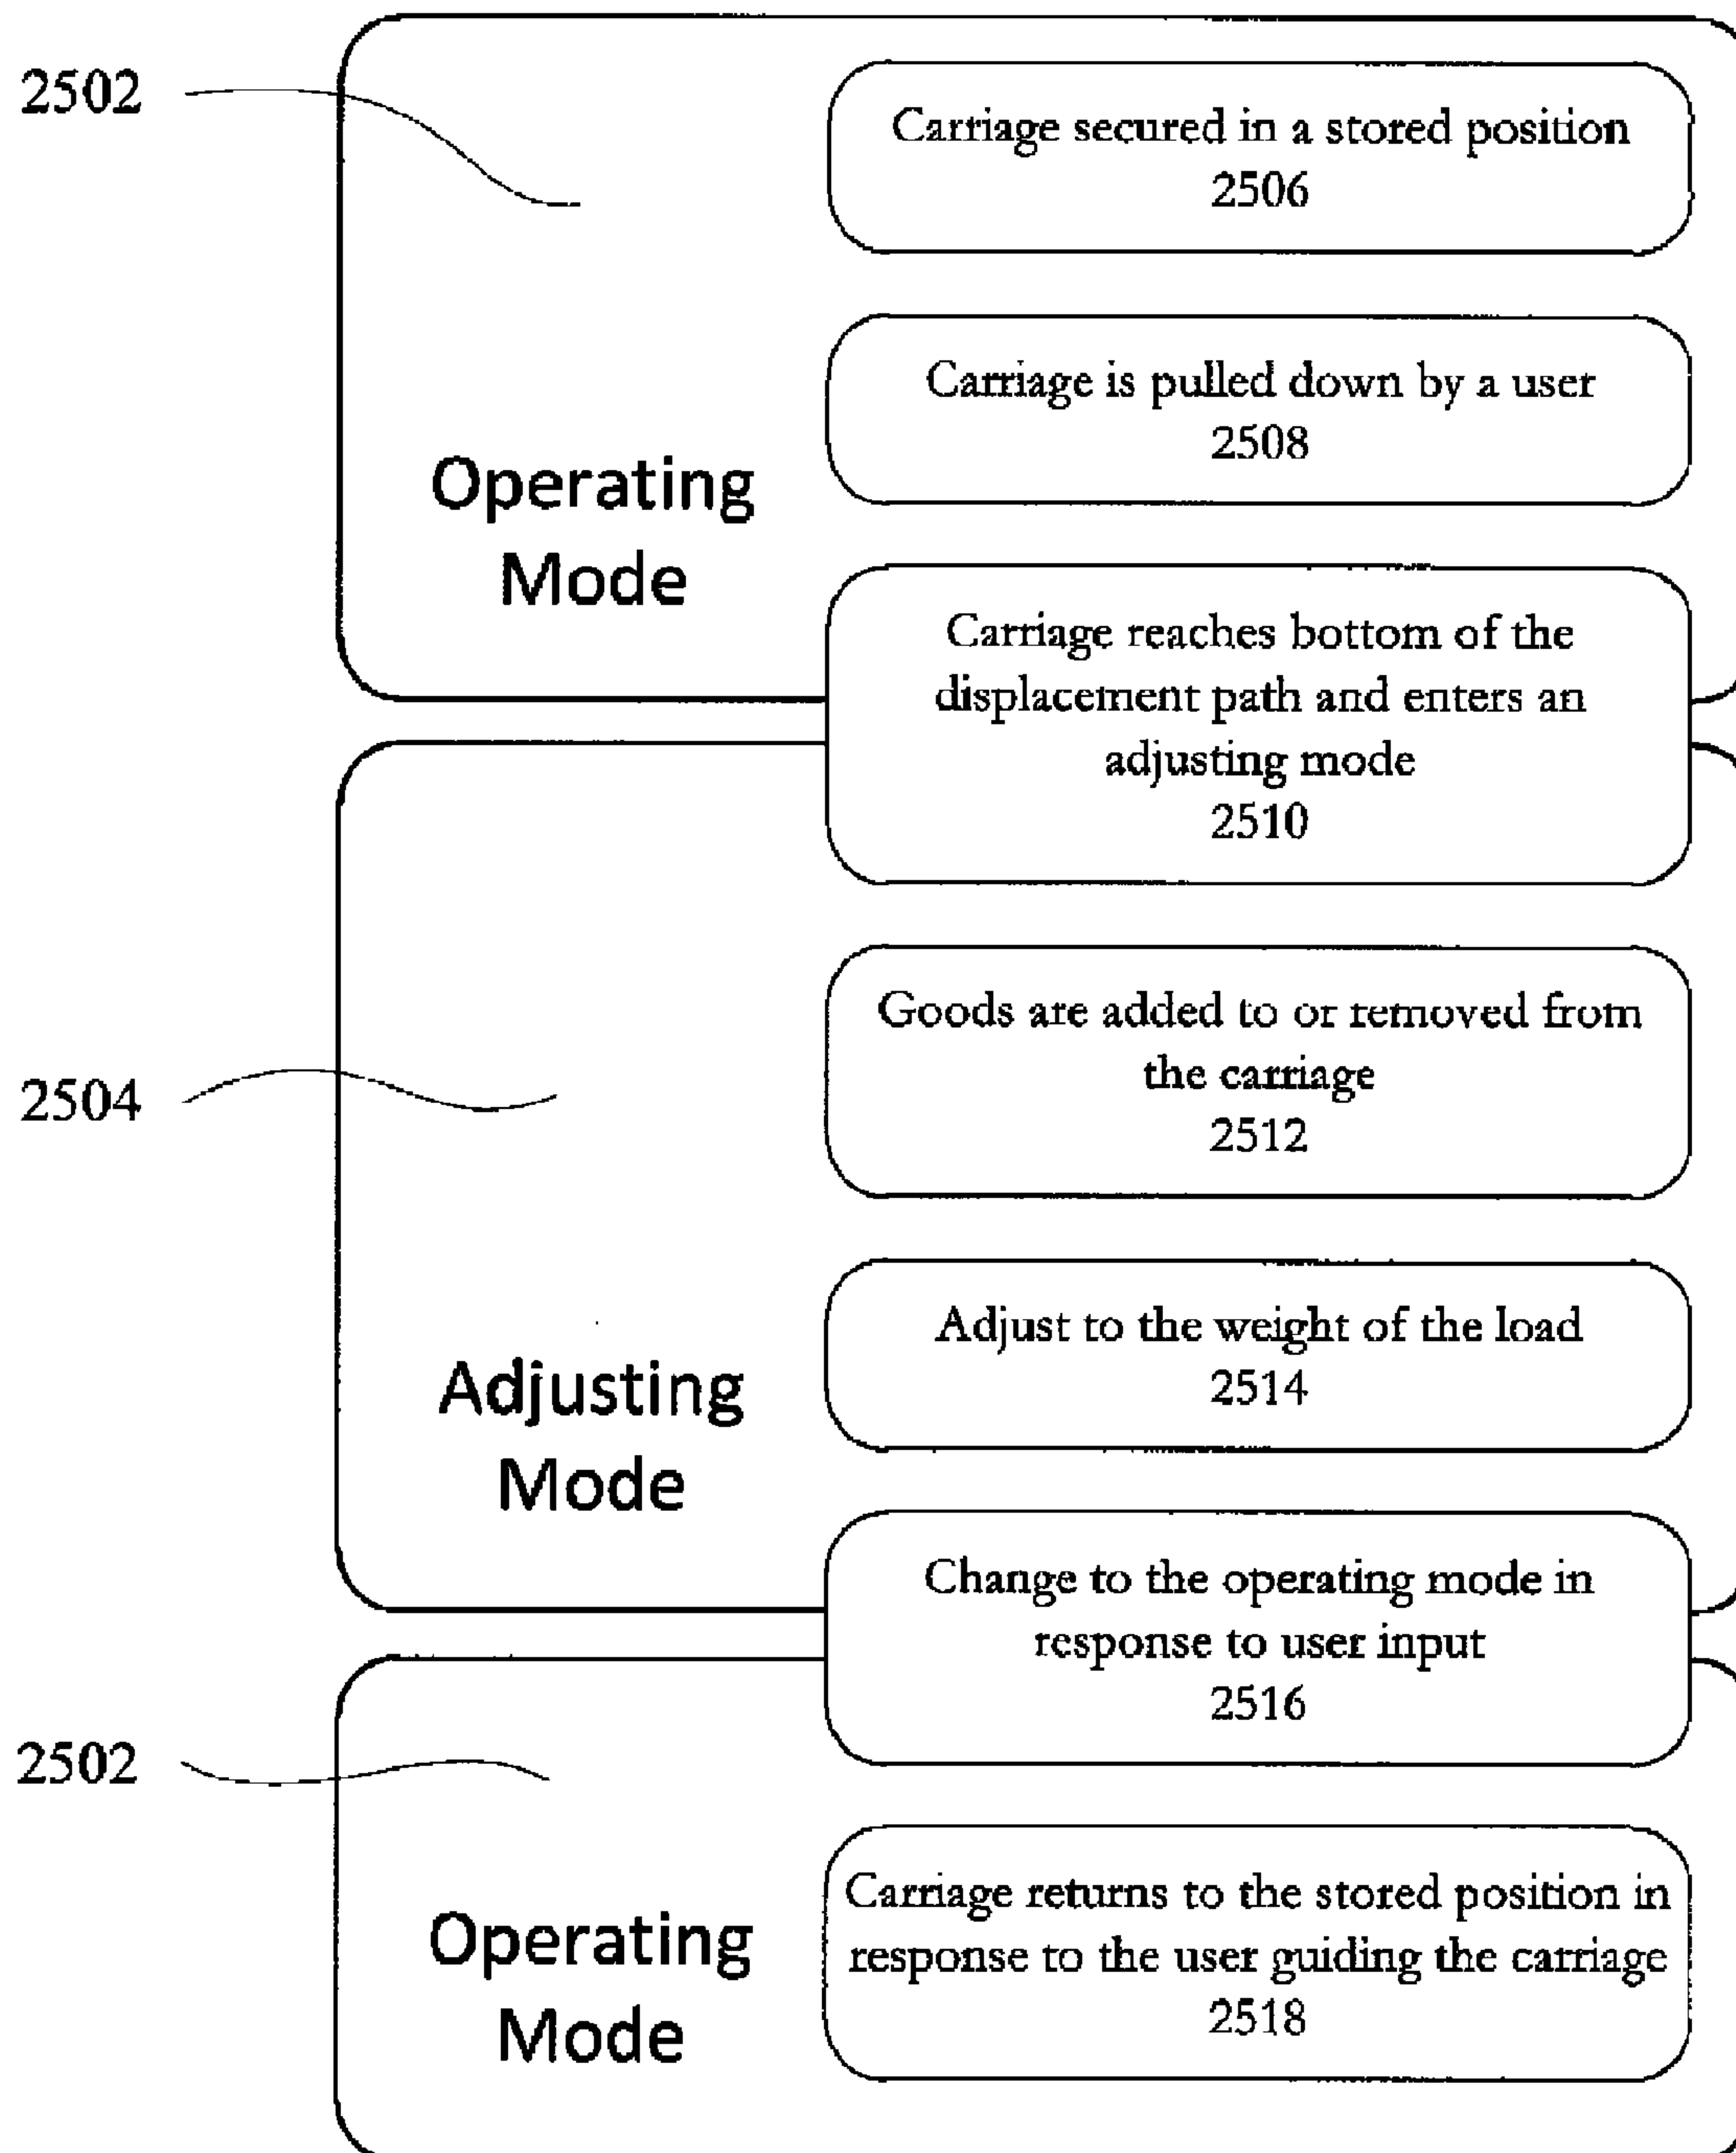 2502
Carriage secured in a stored position
2506
Carriage is pulled down by a user
2508
Operating
Mode
Carriage reaches bottom of the
displacement path and enters an
adjusting mode
2510
2504
Goods are added to or removed from
the carriage
2512
Adjust to the weight of the load
2514
Adjusting
Mode
Change to the operating mode in
response to user input
2516
2502
Carriage returns to the stored position in
response to the user guiding the carriage
2518
Operating
Mode